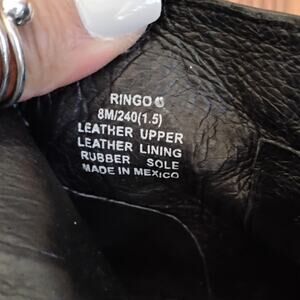 RINGO
8M/240(1.5)
LEATHER UPPER
LEATHER LINING
RUBBER SOLE
MADE IN MEXICO